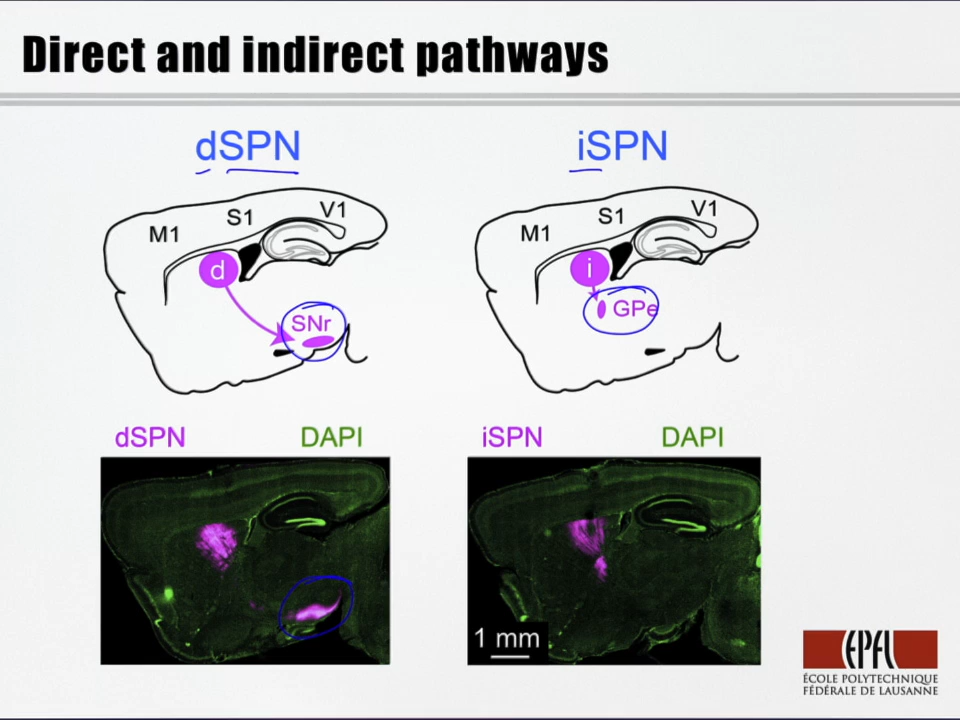 Direct and indirect pathways
dSPN
iSPN
M1
S1
V1
d
SNr
M1
S1
V1
i
GPe
dSPN
DAPI
iSPN
DAPI
1 mm
EPFL
ÉCOLE POLYTECHNIQUE
FÉDÉRALE DE LAUSANNE